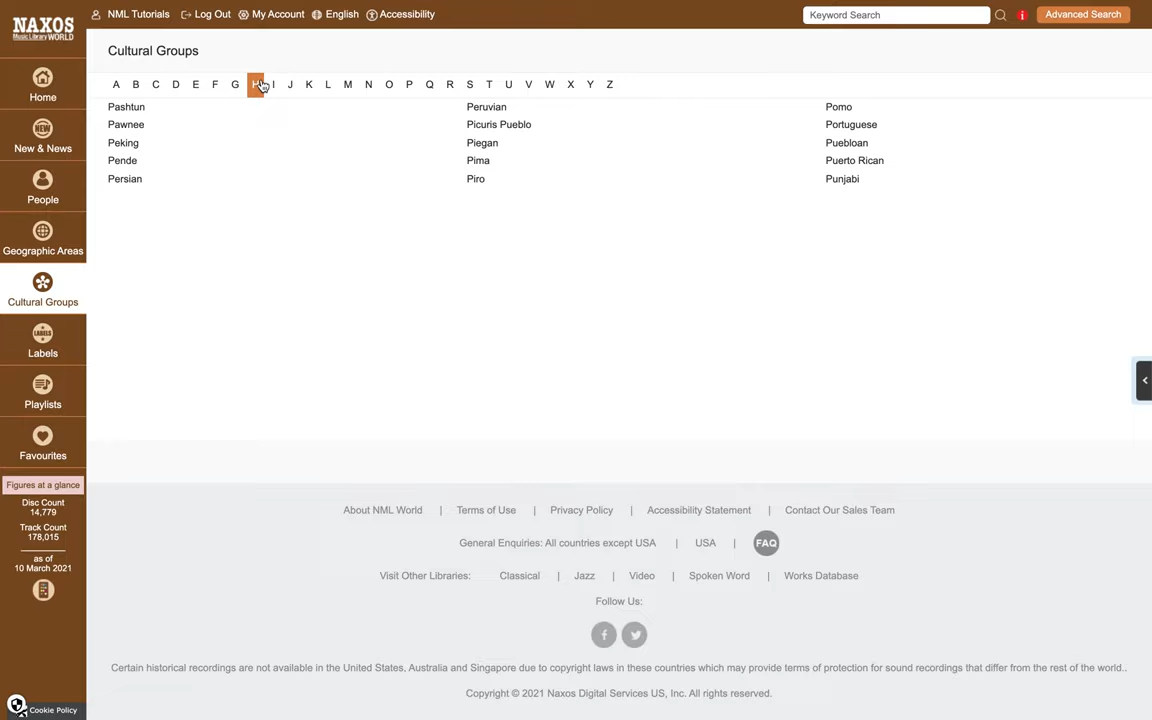 NAXOS
Music Library WORLD
NML Tutorials Log Out My Account English Accessibility
Keyword Search
i
Advanced Search
Cultural Groups
A B C D E F G H I J K L M N O P Q R S T U V W X Y Z
Pashtun Peruvian Pomo
Pawnee Picuris Pueblo Portuguese
Peking Piegan Puebloan
Pende Pima Puerto Rican
Persian Piro Punjabi
Home
NEW
New & News
People
Geographic Areas
Cultural Groups
LABELS
Labels
Playlists
Favourites
Figures at a glance
Disc Count
14,779
Track Count
178,015
as of
10 March 2021
Cookie Policy
About NML World | Terms of Use | Privacy Policy | Accessibility Statement | Contact Our Sales Team
General Enquiries: All countries except USA | USA | FAQ
Visit Other Libraries: Classical | Jazz | Video | Spoken Word | Works Database
Follow Us:
f
Certain historical recordings are not available in the United States, Australia and Singapore due to copyright laws in these countries which may provide terms of protection for sound recordings that differ from the rest of the world..
Copyright © 2021 Naxos Digital Services US, Inc. All rights reserved.